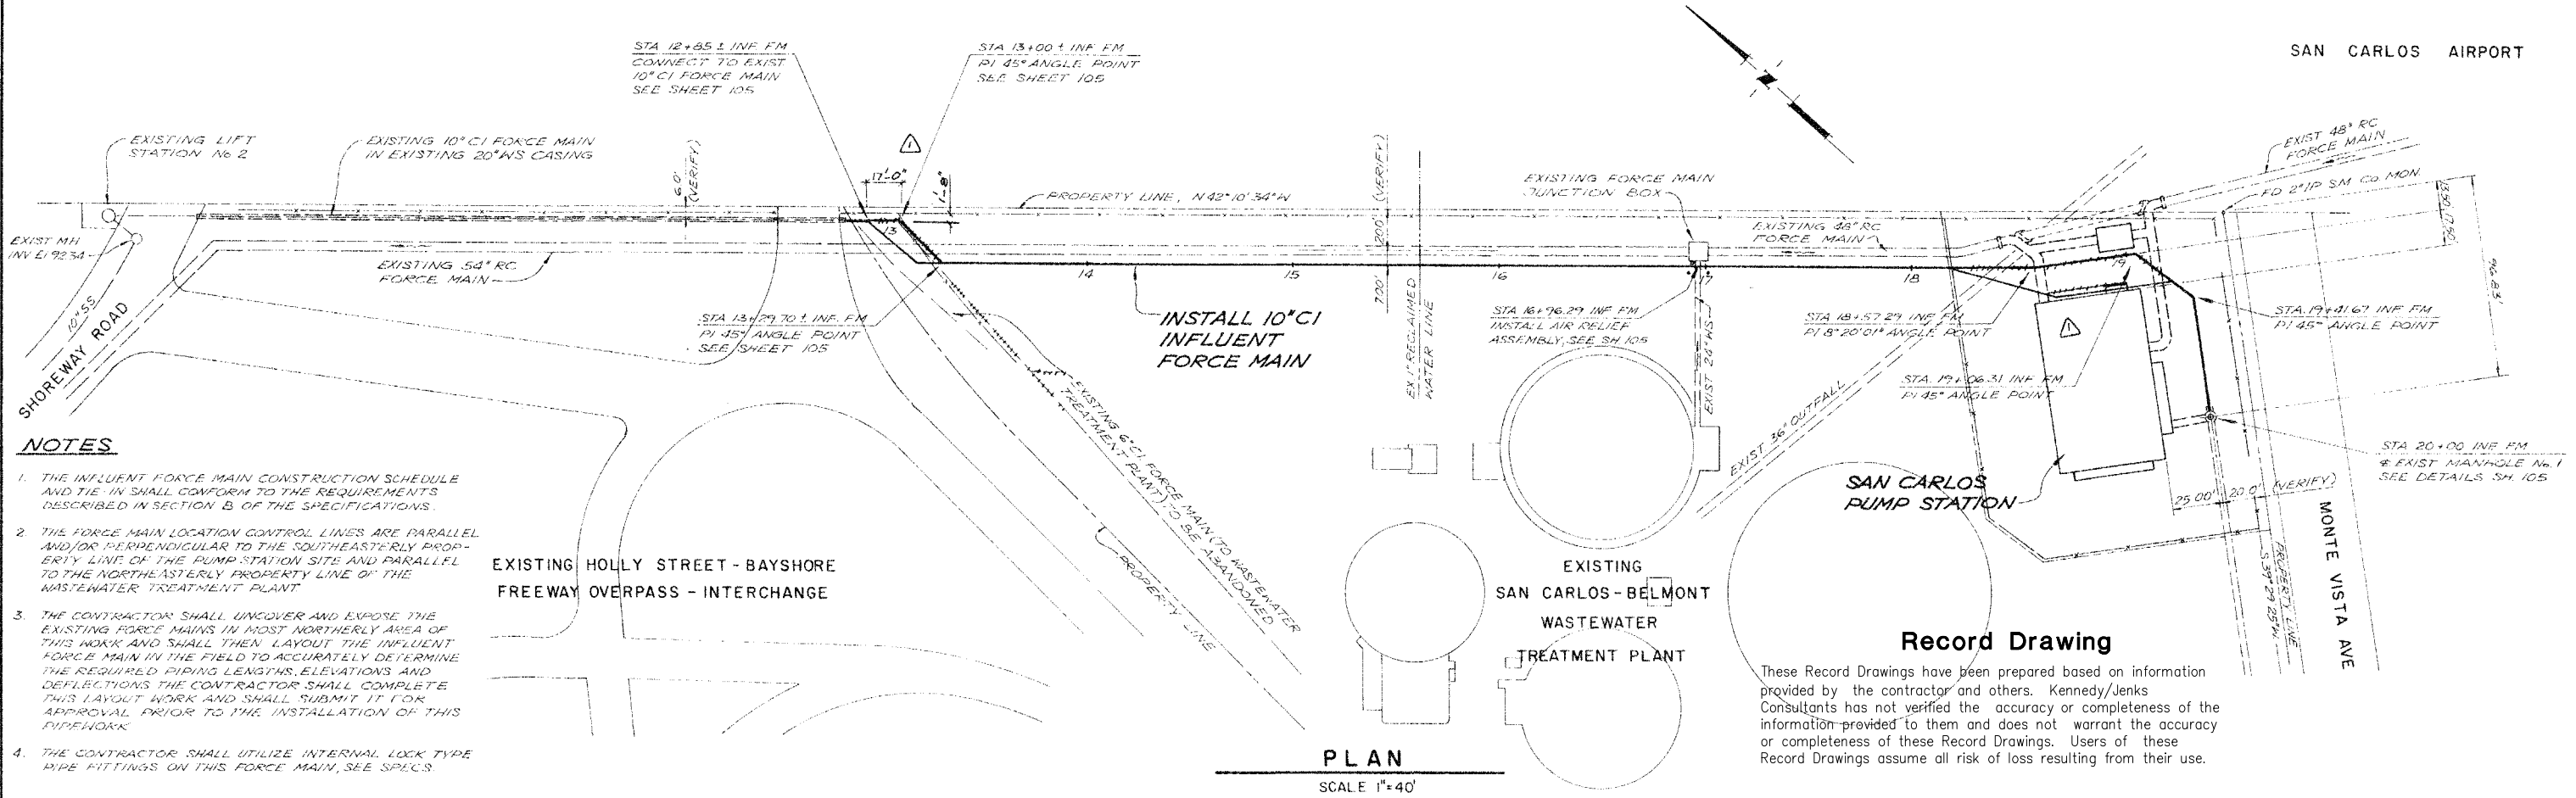 SAN CARLOS AIRPORT
STA 12+85 ± INF FM
CONNECT TO EXIST
10" CI FORCE MAIN
SEE SHEET 105
STA 13+00 ± INF FM
PI 45° ANGLE POINT
SEE SHEET 105
EXISTING LIFT
STATION No 2
EXISTING 10" CI FORCE MAIN
IN EXISTING 20" WS CASING
6.0'
(VERIFY)
1
17'-0"
1'-8"
PROPERTY LINE, N 42° 10' 34" W
200' (VERIFY)
7.00'
EX 1" RECLAIMED
WATER LINE
EXISTING FORCE MAIN
JUNCTION BOX
EXISTING 48" RC
FORCE MAIN
EXIST 48" RC
FORCE MAIN
FD 2" IP SM CO MON.
13.50'
17.50'
96.83'
EXIST MH
INV El 92.34
10" SS
SHOREWAY ROAD
EXISTING 54" RC
FORCE MAIN
13
14
15
16
17
18
19
STA 13+29.70 ± INF. FM
PI 45° ANGLE POINT
SEE SHEET 105
INSTALL 10" CI
INFLUENT
FORCE MAIN
STA 16+96.29 INF FM
INSTALL AIR RELIEF
ASSEMBLY, SEE SH. 105
EXIST 24" WS
STA 18+57.29 INF FM
PI 8° 20' 01" ANGLE POINT
STA. 19+06.31 INF FM
PI 45° ANGLE POINT
1
STA. 19+41.67 INF FM
PI 45° ANGLE POINT
EXISTING 6" CI FORCE MAIN (TO WASTEWATER
TREATMENT PLANT) TO BE ABANDONED
PROPERTY LINE
EXIST 36" OUTFALL
SAN CARLOS
PUMP STATION
STA 20+00 INF FM
℄ EXIST MANHOLE No. 1
SEE DETAILS SH. 105
25.00'
20.0' (VERIFY)
PROPERTY LINE
S 39° 29' 25" W
MONTE VISTA AVE
NOTES
1. THE INFLUENT FORCE MAIN CONSTRUCTION SCHEDULE
AND TIE-IN SHALL CONFORM TO THE REQUIREMENTS
DESCRIBED IN SECTION B OF THE SPECIFICATIONS.
2. THE FORCE MAIN LOCATION CONTROL LINES ARE PARALLEL
AND/OR PERPENDICULAR TO THE SOUTHEASTERLY PROP-
ERTY LINE OF THE PUMP STATION SITE AND PARALLEL
TO THE NORTHEASTERLY PROPERTY LINE OF THE
WASTEWATER TREATMENT PLANT
3. THE CONTRACTOR SHALL UNCOVER AND EXPOSE THE
EXISTING FORCE MAINS IN MOST NORTHERLY AREA OF
THIS WORK AND SHALL THEN LAYOUT THE INFLUENT
FORCE MAIN IN THE FIELD TO ACCURATELY DETERMINE
THE REQUIRED PIPING LENGTHS, ELEVATIONS AND
DEFLECTIONS THE CONTRACTOR SHALL COMPLETE
THIS LAYOUT WORK AND SHALL SUBMIT IT FOR
APPROVAL PRIOR TO THE INSTALLATION OF THIS
PIPEWORK
4. THE CONTRACTOR SHALL UTILIZE INTERNAL LOCK TYPE
PIPE FITTINGS ON THIS FORCE MAIN, SEE SPECS.
EXISTING HOLLY STREET - BAYSHORE
FREEWAY OVERPASS - INTERCHANGE
EXISTING
SAN CARLOS - BELMONT
WASTEWATER
TREATMENT PLANT
Record Drawing
These Record Drawings have been prepared based on information
provided by the contractor and others. Kennedy/Jenks
Consultants has not verified the accuracy or completeness of the
information provided to them and does not warrant the accuracy
or completeness of these Record Drawings. Users of these
Record Drawings assume all risk of loss resulting from their use.
PLAN
SCALE 1"=40'